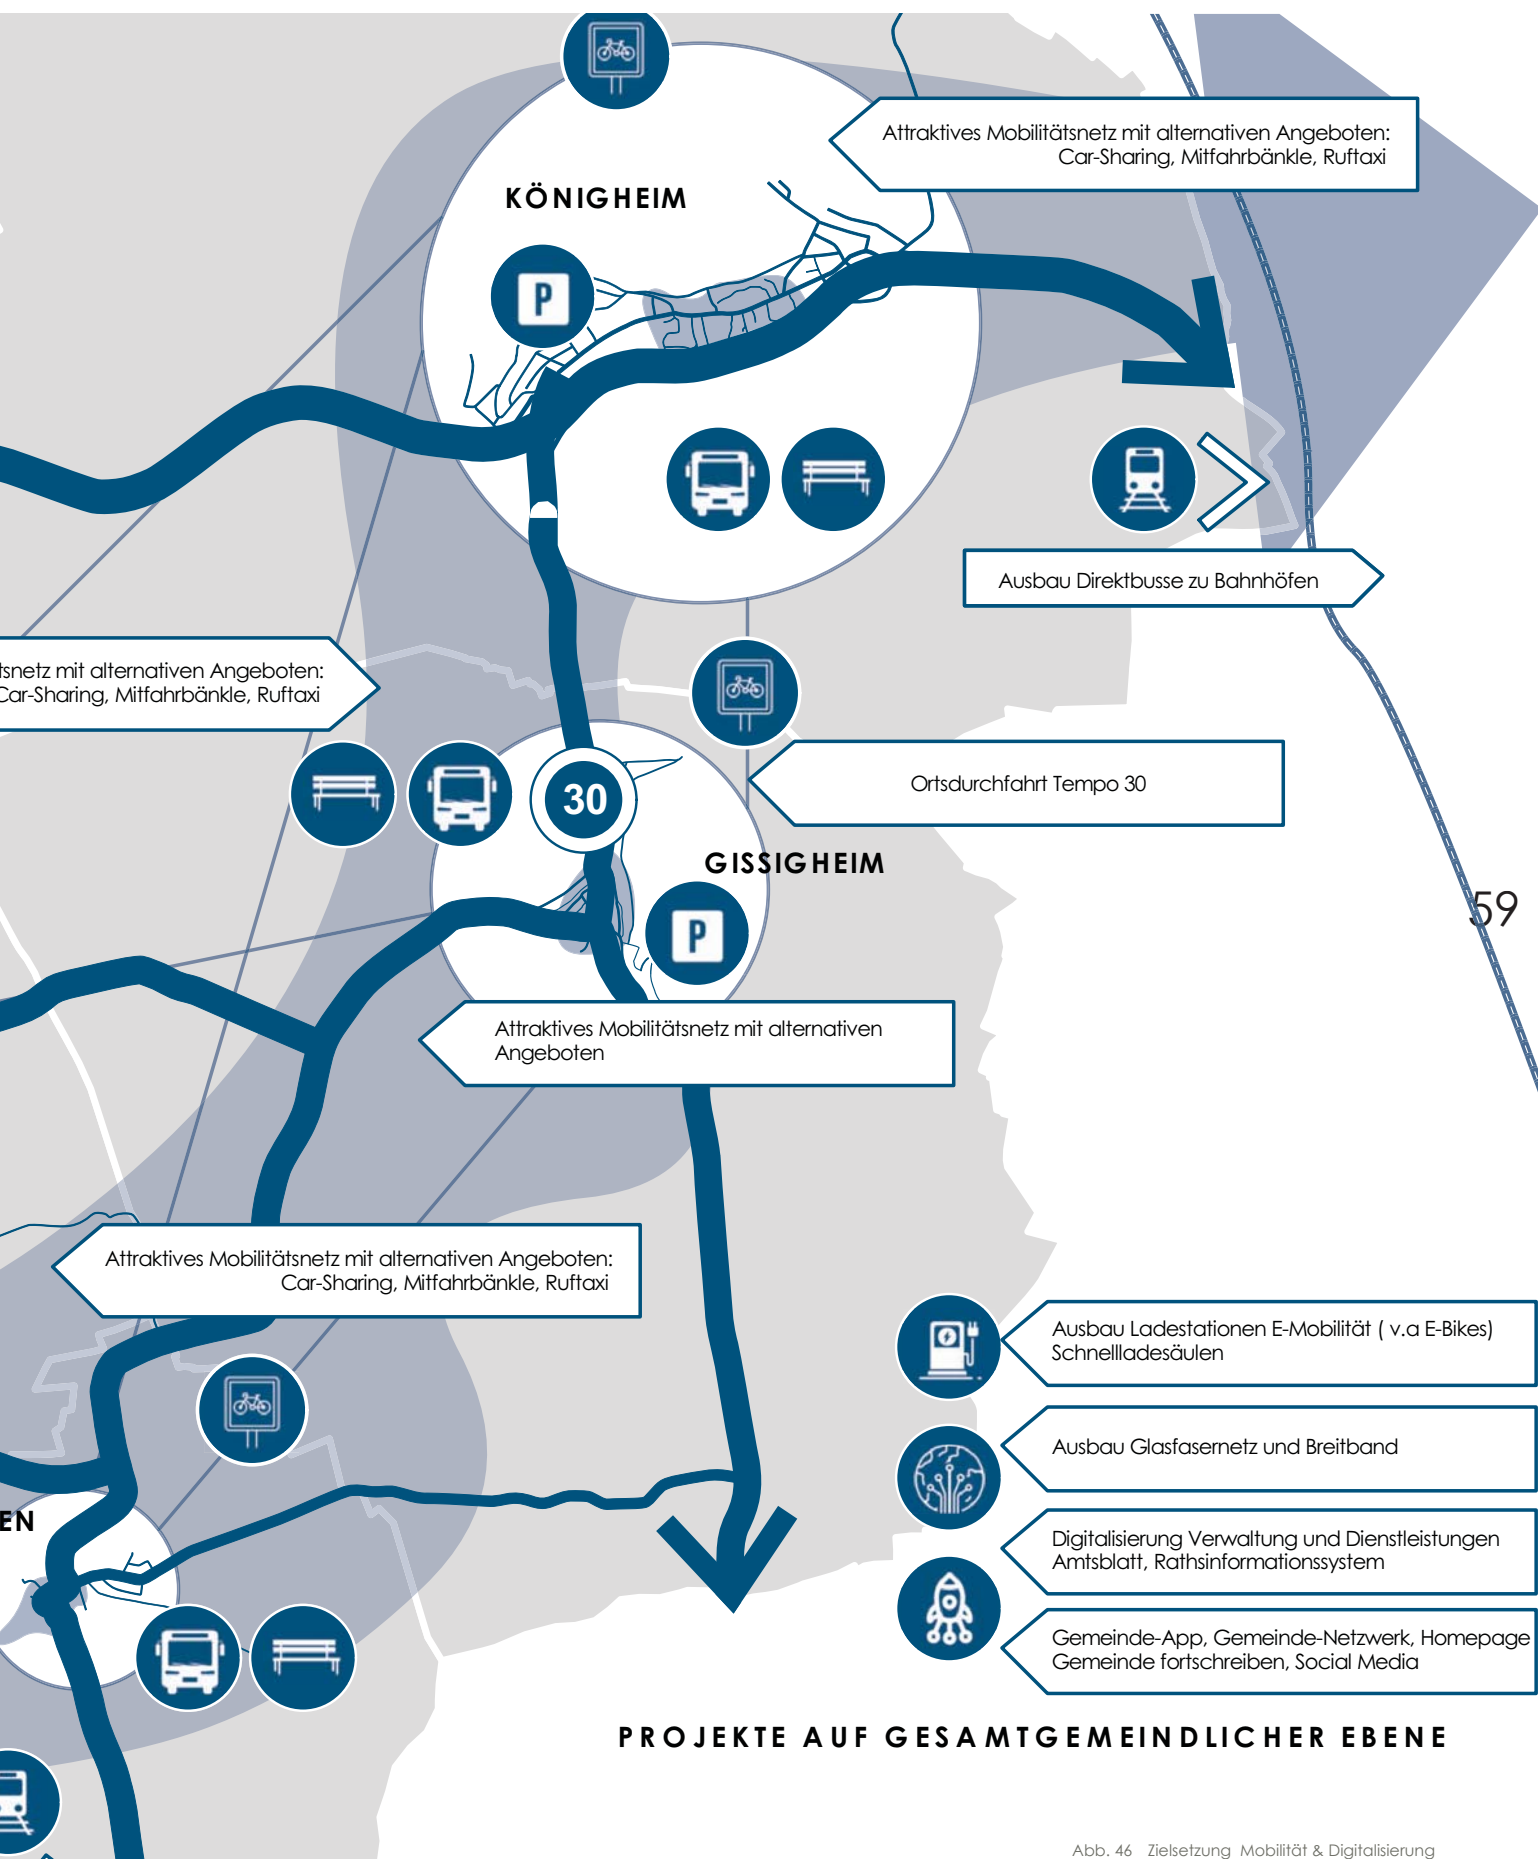 Attraktives Mobilitätsnetz mit alternativen Angeboten:
Car-Sharing, Mitfahrbänkle, Ruftaxi
KÖNIGHEIM
P
Ausbau Direktbusse zu Bahnhöfen
tsnetz mit alternativen Angeboten:
Car-Sharing, Mitfahrbänkle, Ruftaxi
Ortsdurchfahrt Tempo 30
30
GISSIGHEIM
59
P
Attraktives Mobilitätsnetz mit alternativen
Angeboten
Attraktives Mobilitätsnetz mit alternativen Angeboten:
Car-Sharing, Mitfahrbänkle, Ruftaxi
Ausbau Ladestationen E-Mobilität ( v.a E-Bikes)
Schnellladesäulen
Ausbau Glasfasernetz und Breitband
EN
Digitalisierung Verwaltung und Dienstleistungen
Amtsblatt, Rathsinformationssystem
Gemeinde-App, Gemeinde-Netzwerk, Homepage
Gemeinde fortschreiben, Social Media
PROJEKTE AUF GESAMTGEMEINDLICHER EBENE
Abb. 46 Zielsetzung Mobilität & Digitalisierung